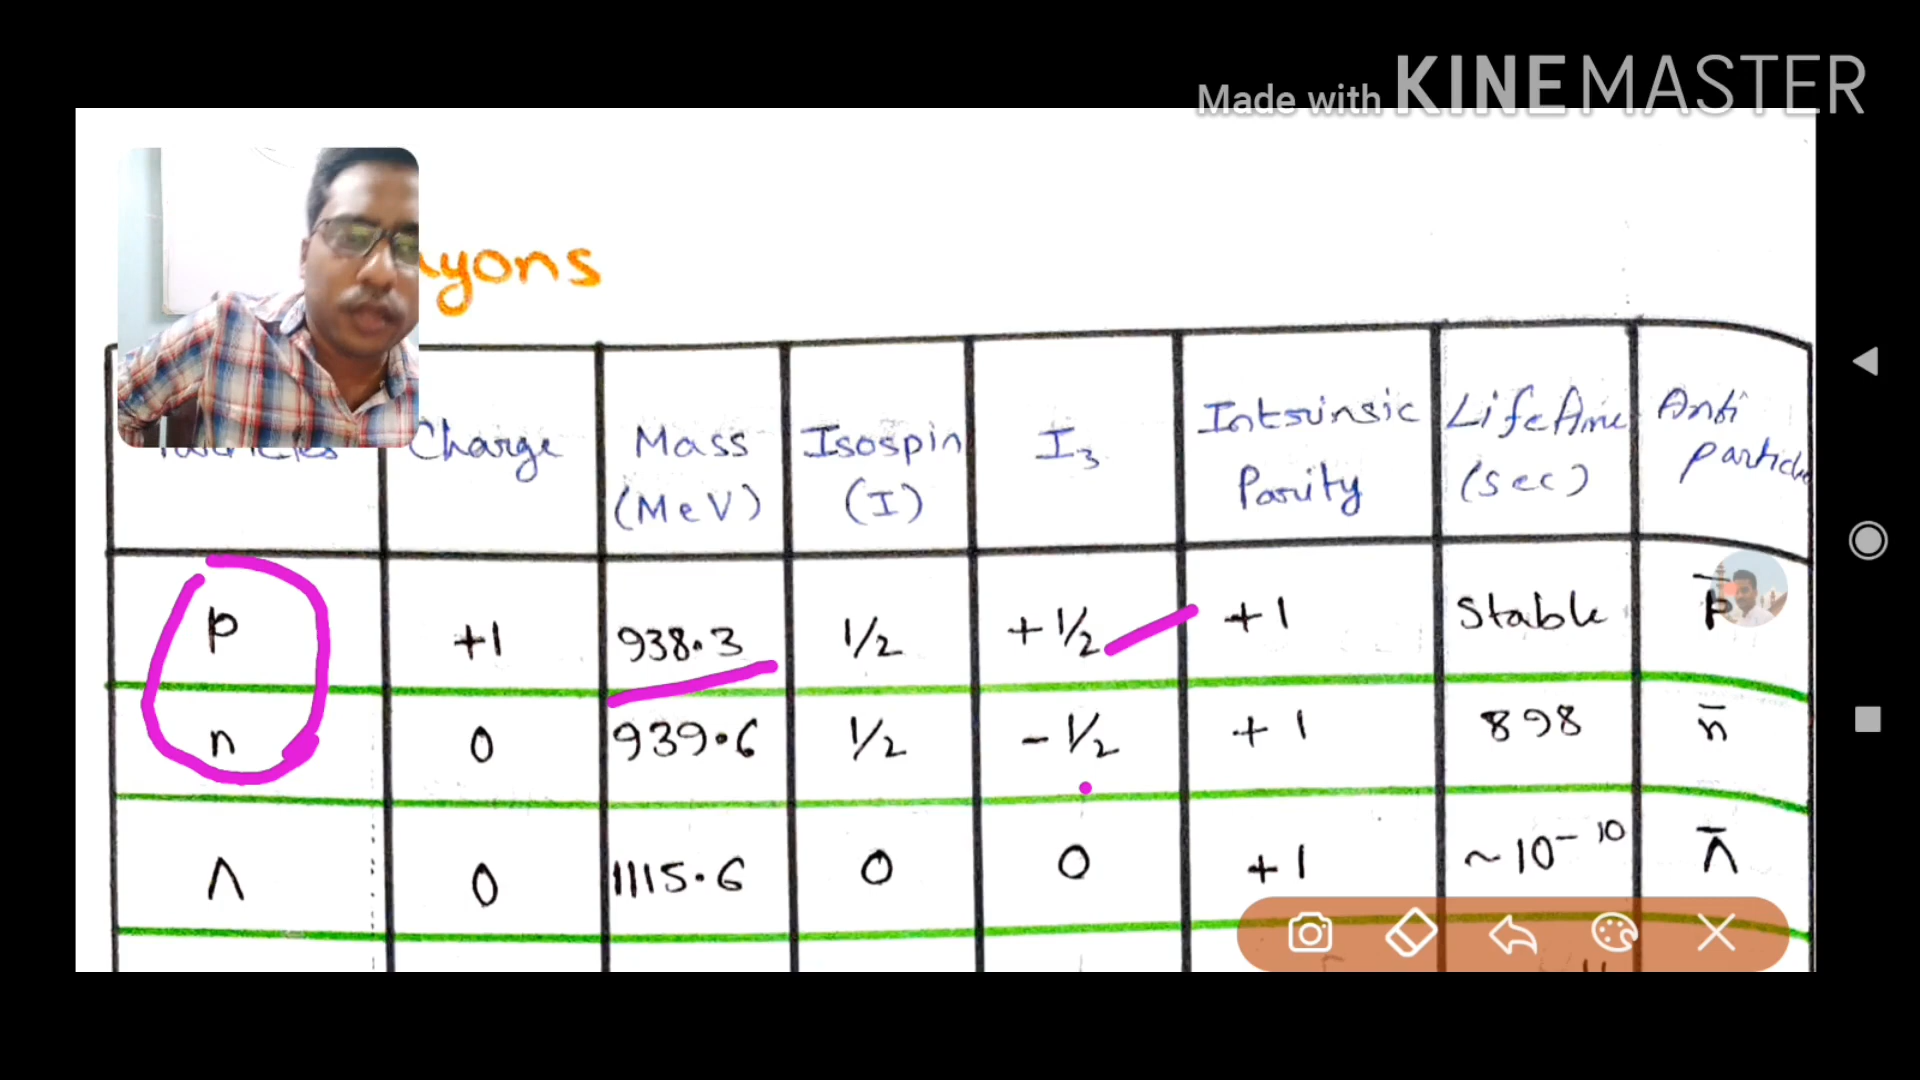 Made with KINEMASTER
yons
Charge Mass (MeV) Isospin (I) I₃ Intrinsic Parity Lifetime (sec) Anti particle
p +1 938.3 1/2 +1/2 +1 Stable p̅
n 0 939.6 1/2 -1/2 +1 898 n̅
Λ 0 1115.6 0 0 +1 ~10⁻¹⁰ Λ̅